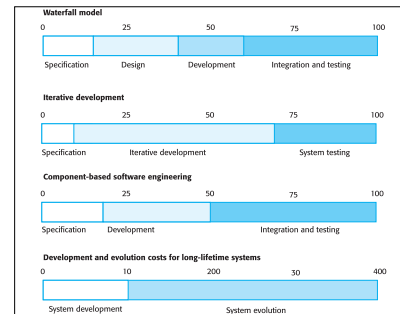 Waterfall model
0 25 50 75 100
Specification Design Development Integration and testing
Iterative development
0 25 50 75 100
Specification Iterative development System testing
Component-based software engineering
0 25 50 75 100
Specification Development Integration and testing
Development and evolution costs for long-lifetime systems
0 10 200 30 400
System development System evolution